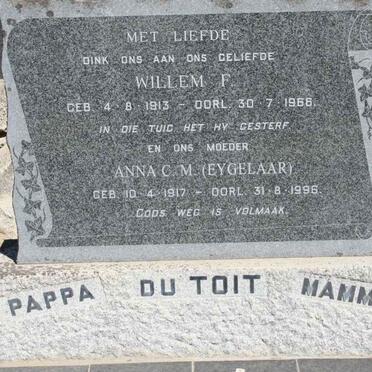 MET LIEFDE
DINK ONS AAN ONS GELIEFDE
WILLEM F.
GEB. 4-8-1913 - OORL. 30-7-1966.
IN DIE TUIG HET HY GESTERF
EN ONS MOEDER
ANNA C. M. (EYGELAAR)
GEB. 10-4-1917 - OORL. 31-8-1996.
GODS WEG IS VOLMAAK.
PAPPA DU TOIT MAMM